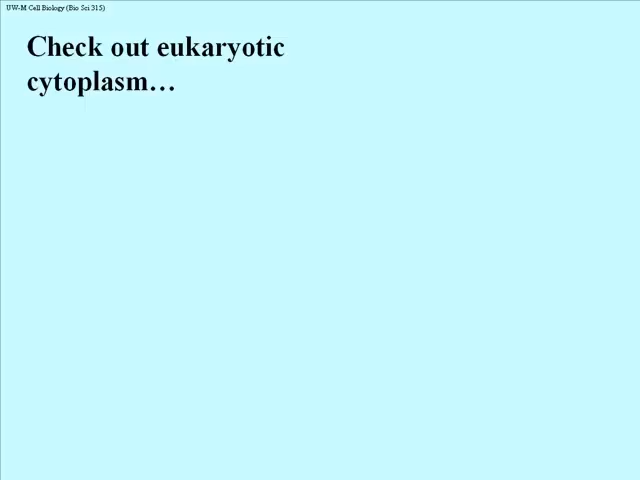 UW-M Cell Biology (Bio Sci 315)
Check out eukaryotic
cytoplasm…